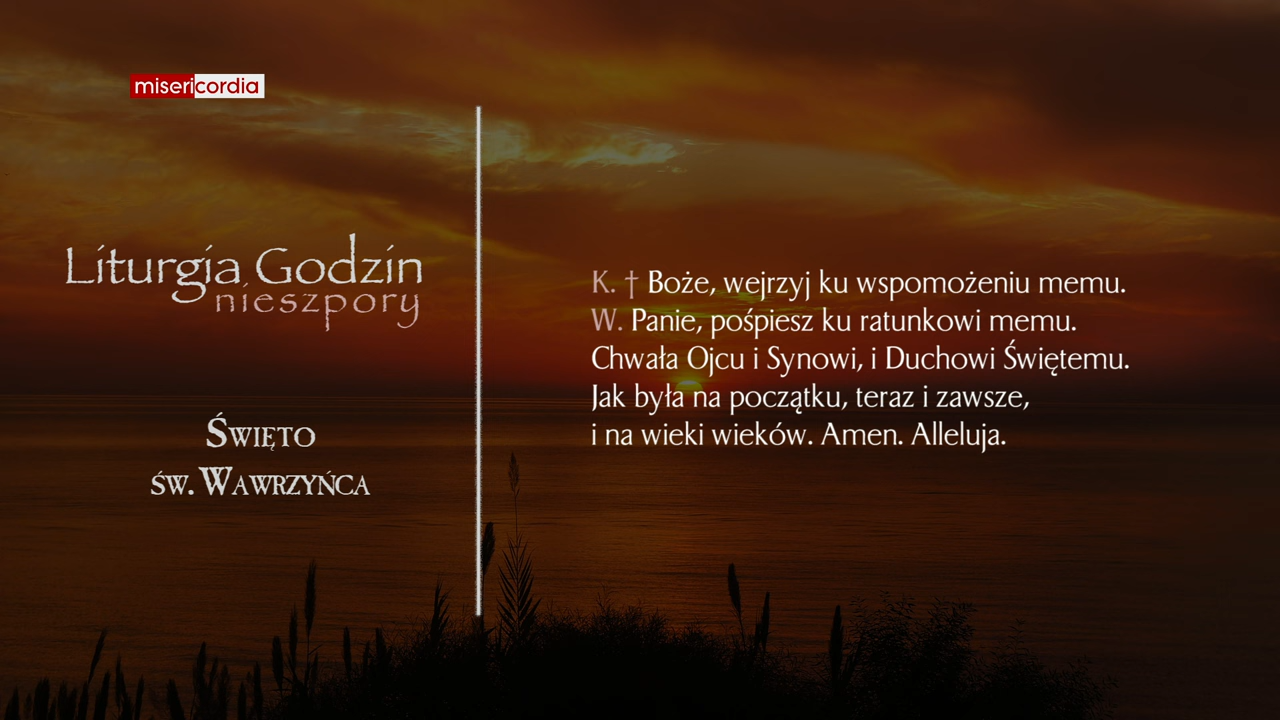 misericordia
Liturgia Godzin
nieszpory
Święto
św. Wawrzyńca
K. † Boże, wejrzyj ku wspomożeniu memu.
W. Panie, pośpiesz ku ratunkowi memu.
Chwała Ojcu i Synowi, i Duchowi Świętemu.
Jak była na początku, teraz i zawsze,
i na wieki wieków. Amen. Alleluja.